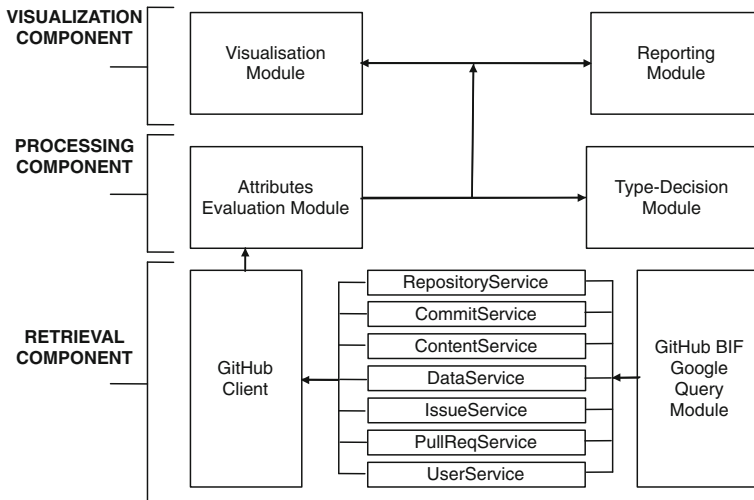 VISUALIZATION
COMPONENT
Visualisation
Module
Reporting
Module
PROCESSING
COMPONENT
Attributes
Evaluation Module
Type-Decision
Module
RETRIEVAL
COMPONENT
GitHub
Client
RepositoryService
CommitService
ContentService
DataService
IssueService
PullReqService
UserService
GitHub BIF
Google
Query
Module